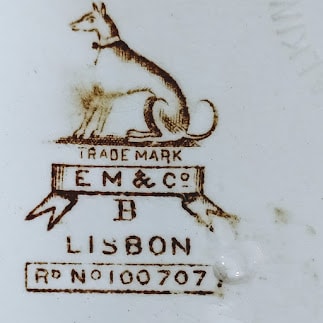 TRADE MARK
E M & Co
B
LISBON
RD No 100707